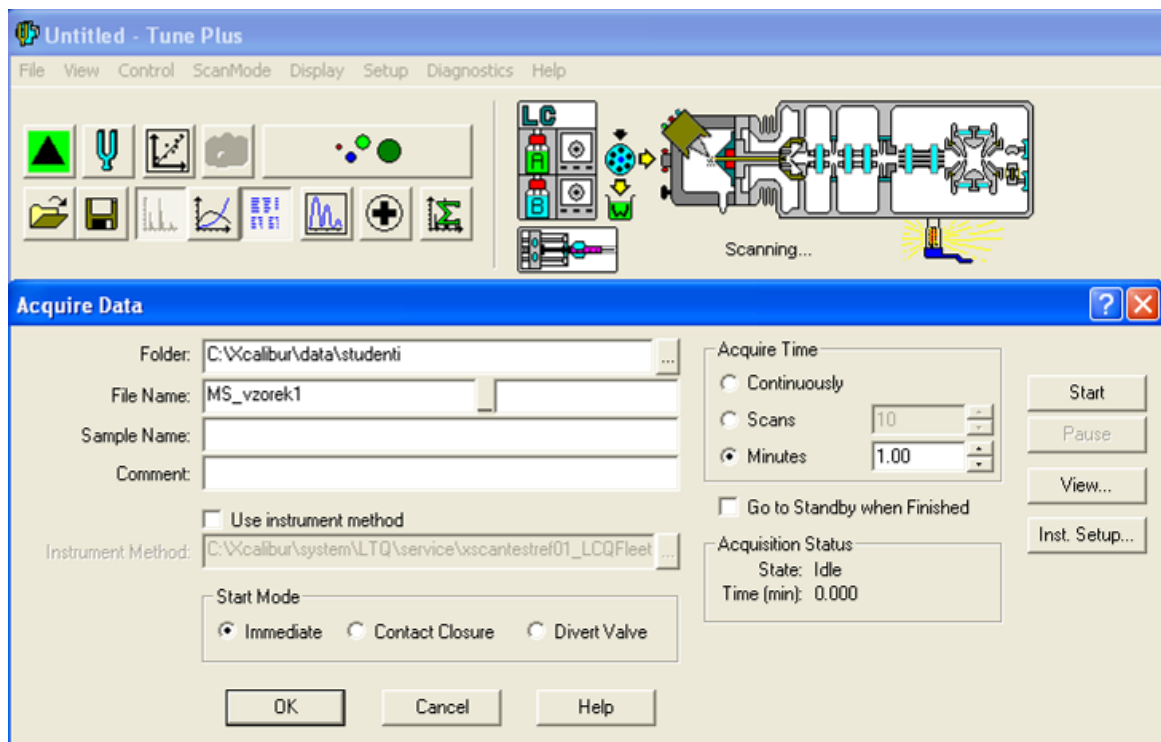 Untitled - Tune Plus
File View Control ScanMode Display Setup Diagnostics Help
LC
A
B
W
Scanning...
Acquire Data
Folder: C:\Xcalibur\data\studenti ...
File Name: MS_vzorek1
Sample Name:
Comment:
Use instrument method
Instrument Method: C:\Xcalibur\system\LTQ\service\xscantestref01_LCQFleet ...
Start Mode
Immediate Contact Closure Divert Valve
OK Cancel Help
Acquire Time
Continuously
Scans 10
Minutes 1.00
Go to Standby when Finished
Acquisition Status
State: Idle
Time (min): 0.000
Start
Pause
View...
Inst. Setup...